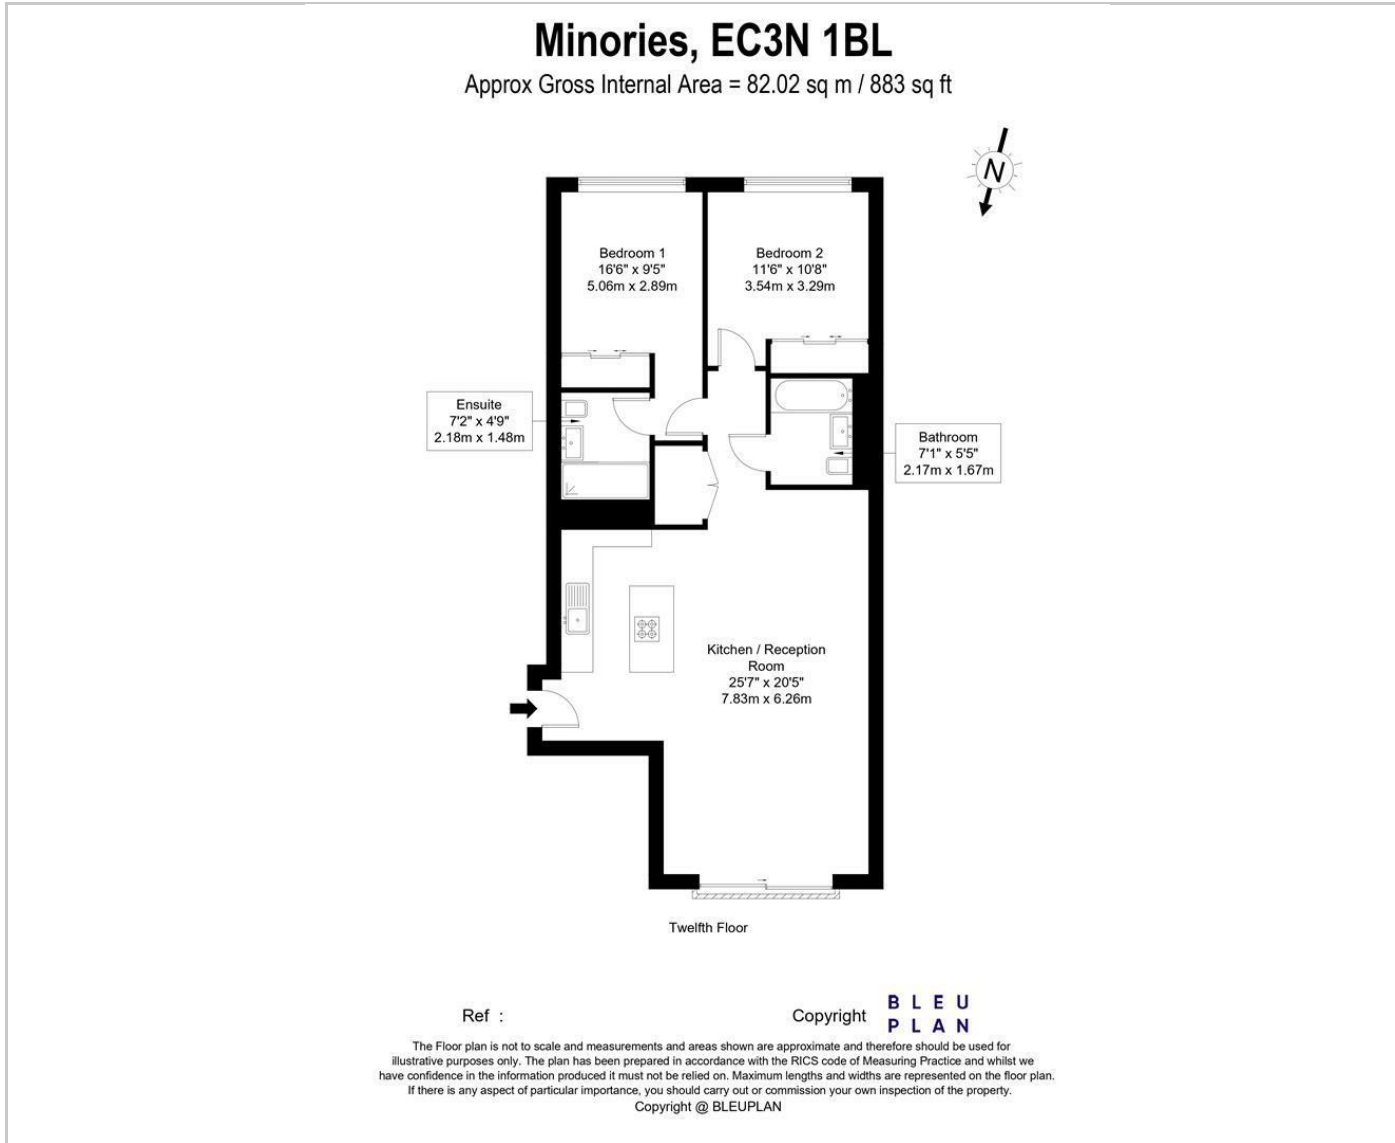 Minories, EC3N 1BL
Approx Gross Internal Area = 82.02 sq m / 883 sq ft
N
Bedroom 1
16'6" x 9'5"
5.06m x 2.89m
Bedroom 2
11'6" x 10'8"
3.54m x 3.29m
Ensuite
7'2" x 4'9"
2.18m x 1.48m
Bathroom
7'1" x 5'5"
2.17m x 1.67m
Kitchen / Reception
Room
25'7" x 20'5"
7.83m x 6.26m
Twelfth Floor
Ref :
Copyright
BLEU
PLAN
The Floor plan is not to scale and measurements and areas shown are approximate and therefore should be used for
illustrative purposes only. The plan has been prepared in accordance with the RICS code of Measuring Practice and whilst we
have confidence in the information produced it must not be relied on. Maximum lengths and widths are represented on the floor plan.
If there is any aspect of particular importance, you should carry out or commission your own inspection of the property.
Copyright @ BLEUPLAN